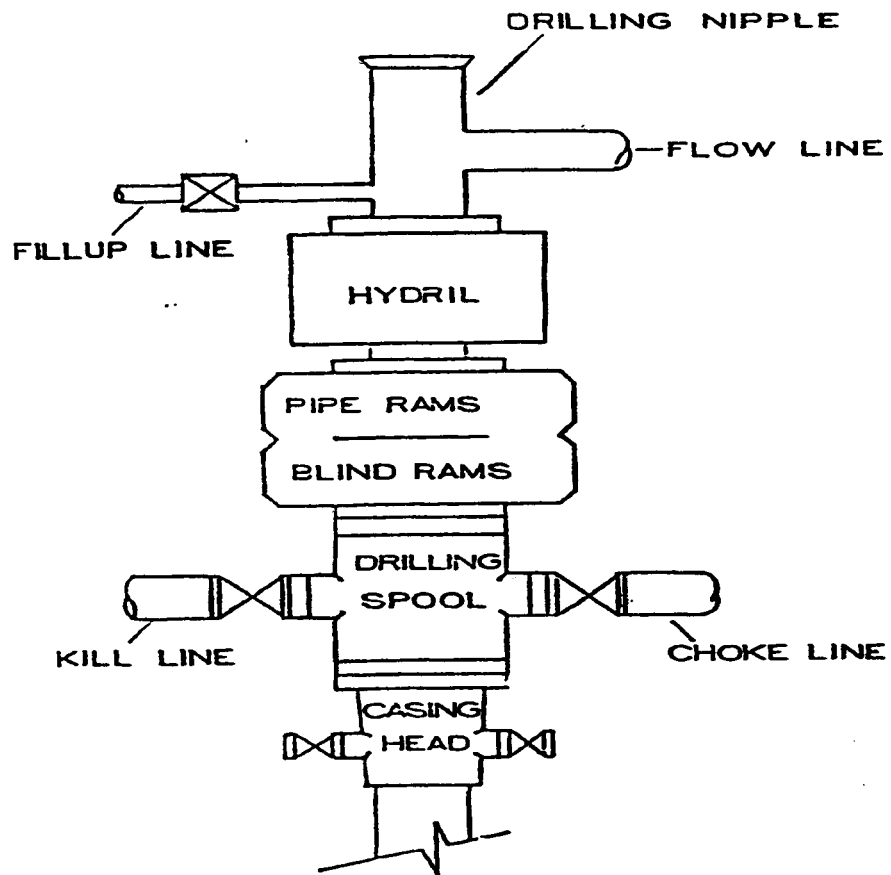 DRILLING NIPPLE
FLOW LINE
FILLUP LINE
HYDRIL
PIPE RAMS
BLIND RAMS
DRILLING
SPOOL
KILL LINE
CHOKE LINE
CASING
HEAD